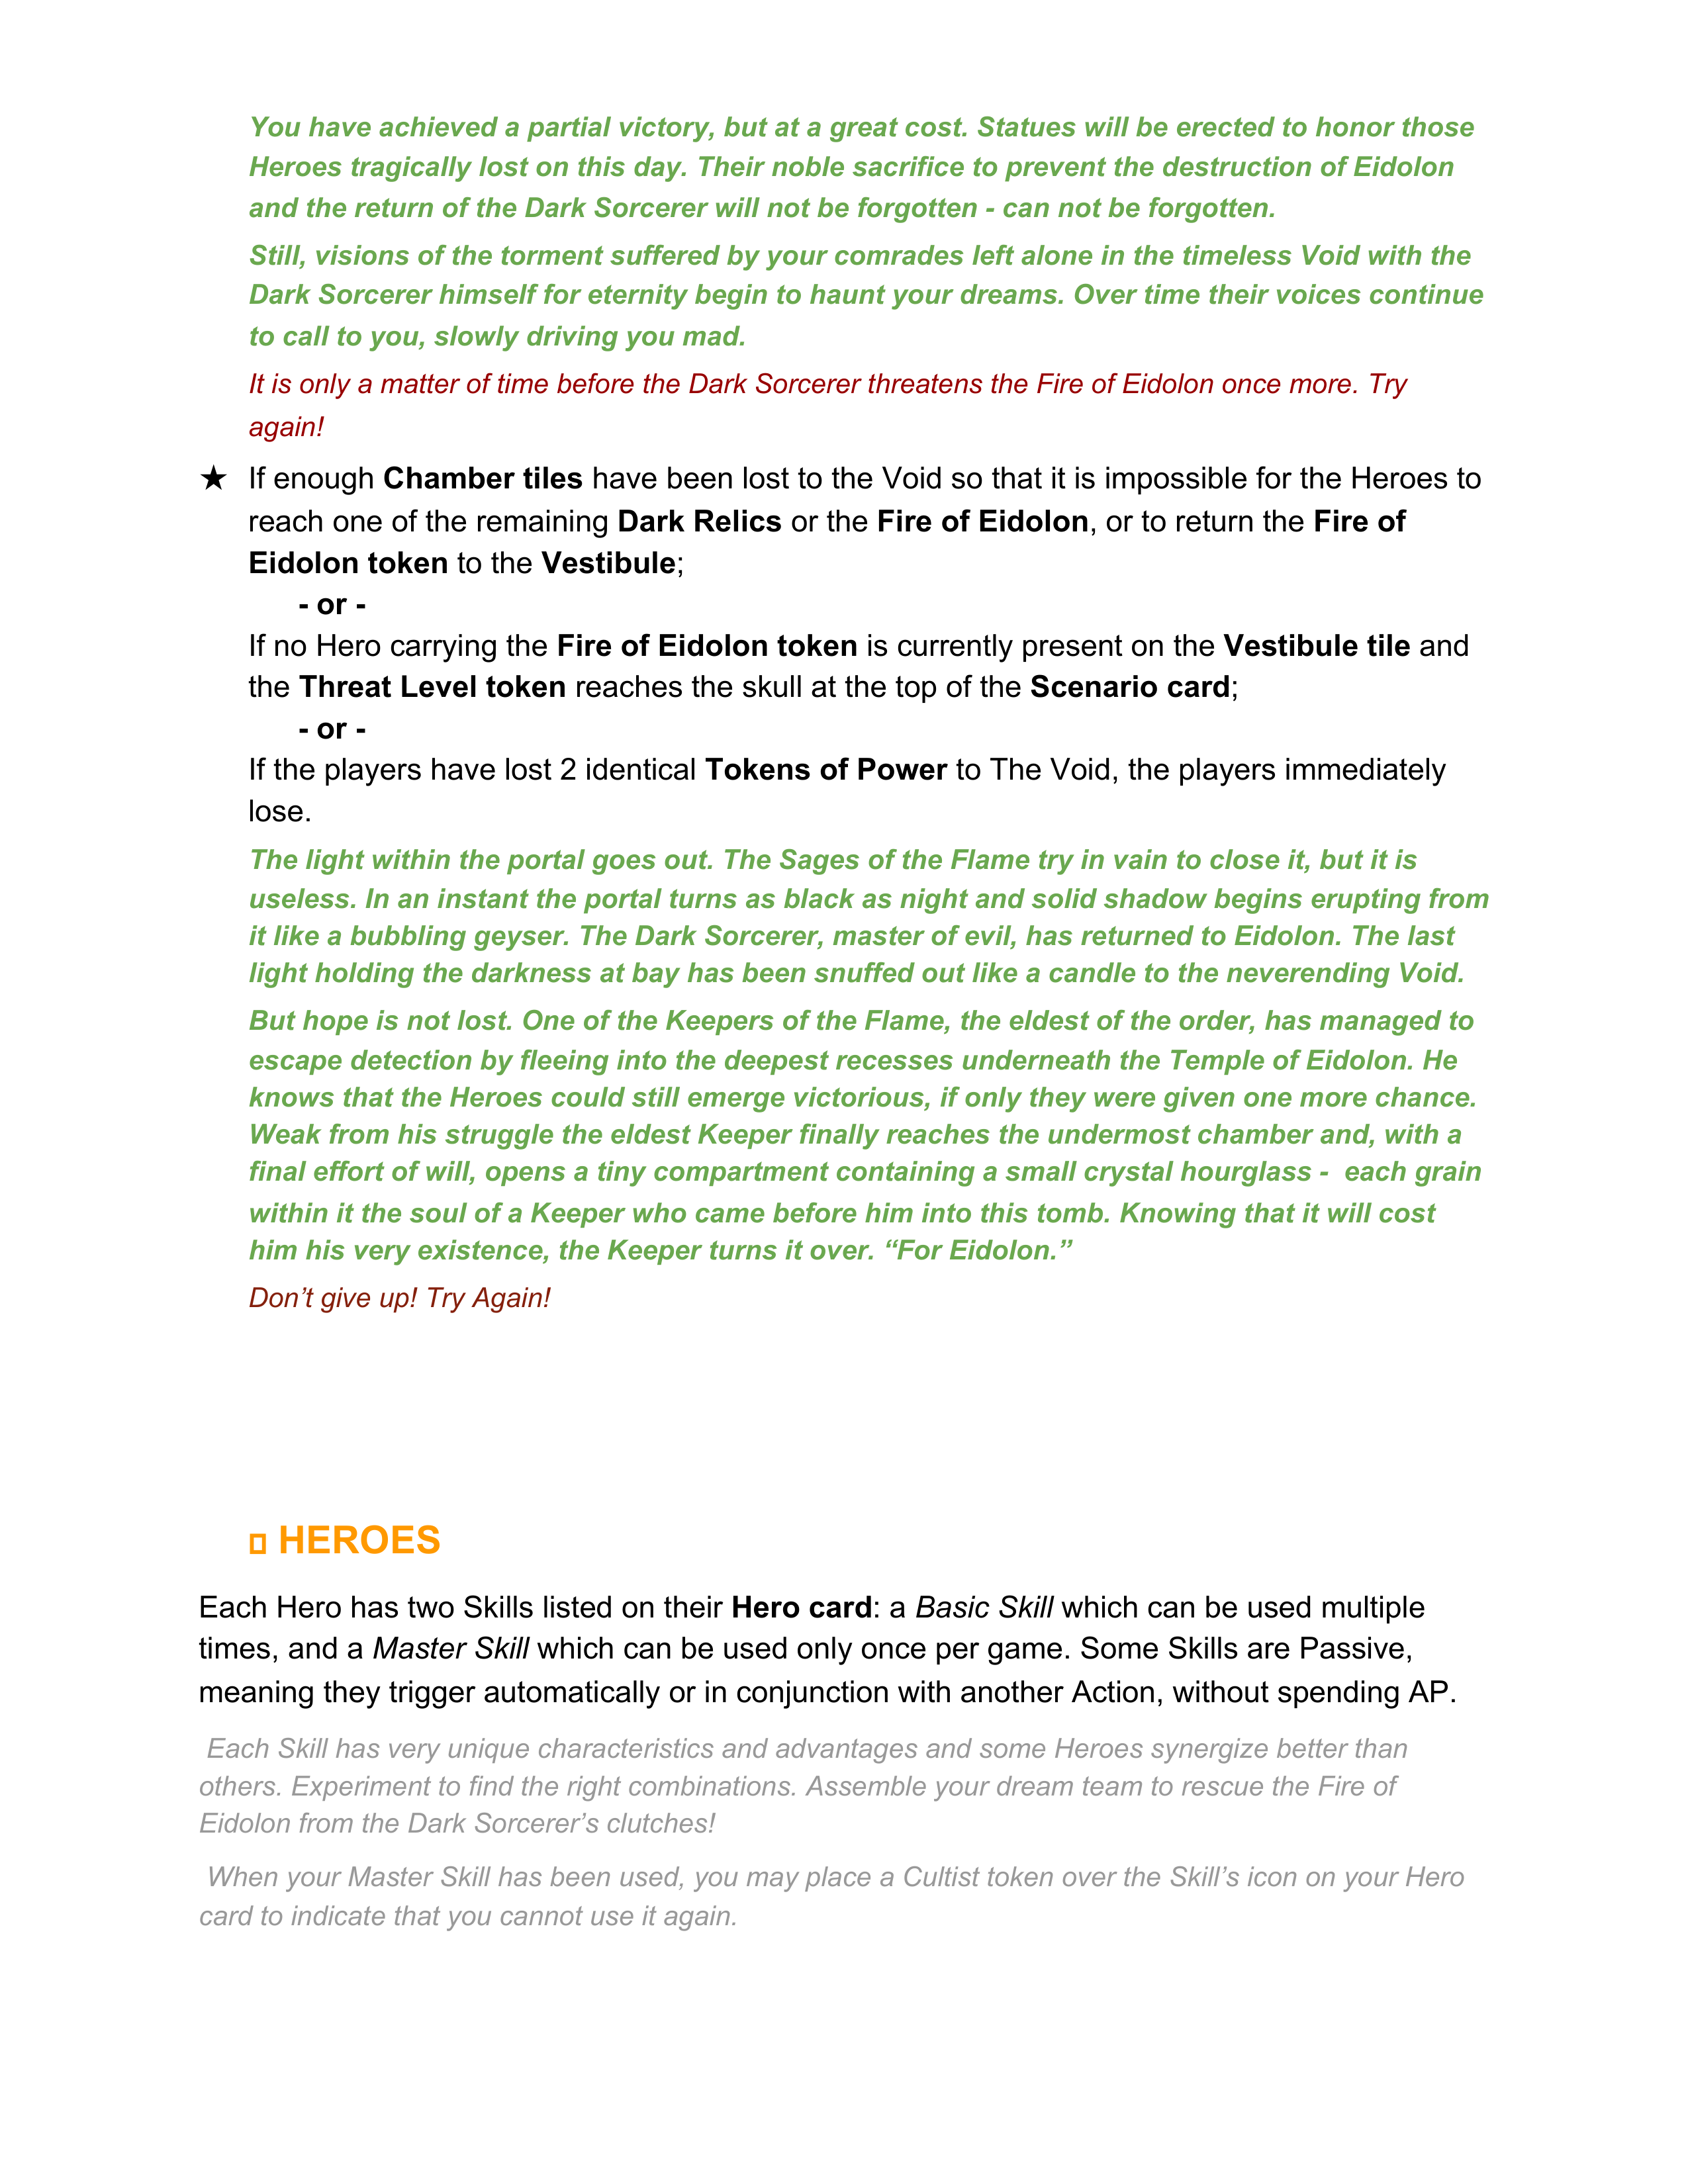 You have achieved a partial victory, but at a great cost. Statues will be erected to honor those
Heroes tragically lost on this day. Their noble sacrifice to prevent the destruction of Eidolon
and the return of the Dark Sorcerer will not be forgotten - can not be forgotten.
Still, visions of the torment suffered by your comrades left alone in the timeless Void with the
Dark Sorcerer himself for eternity begin to haunt your dreams. Over time their voices continue
to call to you, slowly driving you mad.
It is only a matter of time before the Dark Sorcerer threatens the Fire of Eidolon once more. Try
again!
★ If enough Chamber tiles have been lost to the Void so that it is impossible for the Heroes to
reach one of the remaining Dark Relics or the Fire of Eidolon, or to return the Fire of
Eidolon token to the Vestibule;
- or -
If no Hero carrying the Fire of Eidolon token is currently present on the Vestibule tile and
the Threat Level token reaches the skull at the top of the Scenario card;
- or -
If the players have lost 2 identical Tokens of Power to The Void, the players immediately
lose.
The light within the portal goes out. The Sages of the Flame try in vain to close it, but it is
useless. In an instant the portal turns as black as night and solid shadow begins erupting from
it like a bubbling geyser. The Dark Sorcerer, master of evil, has returned to Eidolon. The last
light holding the darkness at bay has been snuffed out like a candle to the neverending Void.
But hope is not lost. One of the Keepers of the Flame, the eldest of the order, has managed to
escape detection by fleeing into the deepest recesses underneath the Temple of Eidolon. He
knows that the Heroes could still emerge victorious, if only they were given one more chance.
Weak from his struggle the eldest Keeper finally reaches the undermost chamber and, with a
final effort of will, opens a tiny compartment containing a small crystal hourglass - each grain
within it the soul of a Keeper who came before him into this tomb. Knowing that it will cost
him his very existence, the Keeper turns it over. “For Eidolon.”
Don’t give up! Try Again!
HEROES
Each Hero has two Skills listed on their Hero card: a Basic Skill which can be used multiple
times, and a Master Skill which can be used only once per game. Some Skills are Passive,
meaning they trigger automatically or in conjunction with another Action, without spending AP.
Each Skill has very unique characteristics and advantages and some Heroes synergize better than
others. Experiment to find the right combinations. Assemble your dream team to rescue the Fire of
Eidolon from the Dark Sorcerer’s clutches!
When your Master Skill has been used, you may place a Cultist token over the Skill’s icon on your Hero
card to indicate that you cannot use it again.